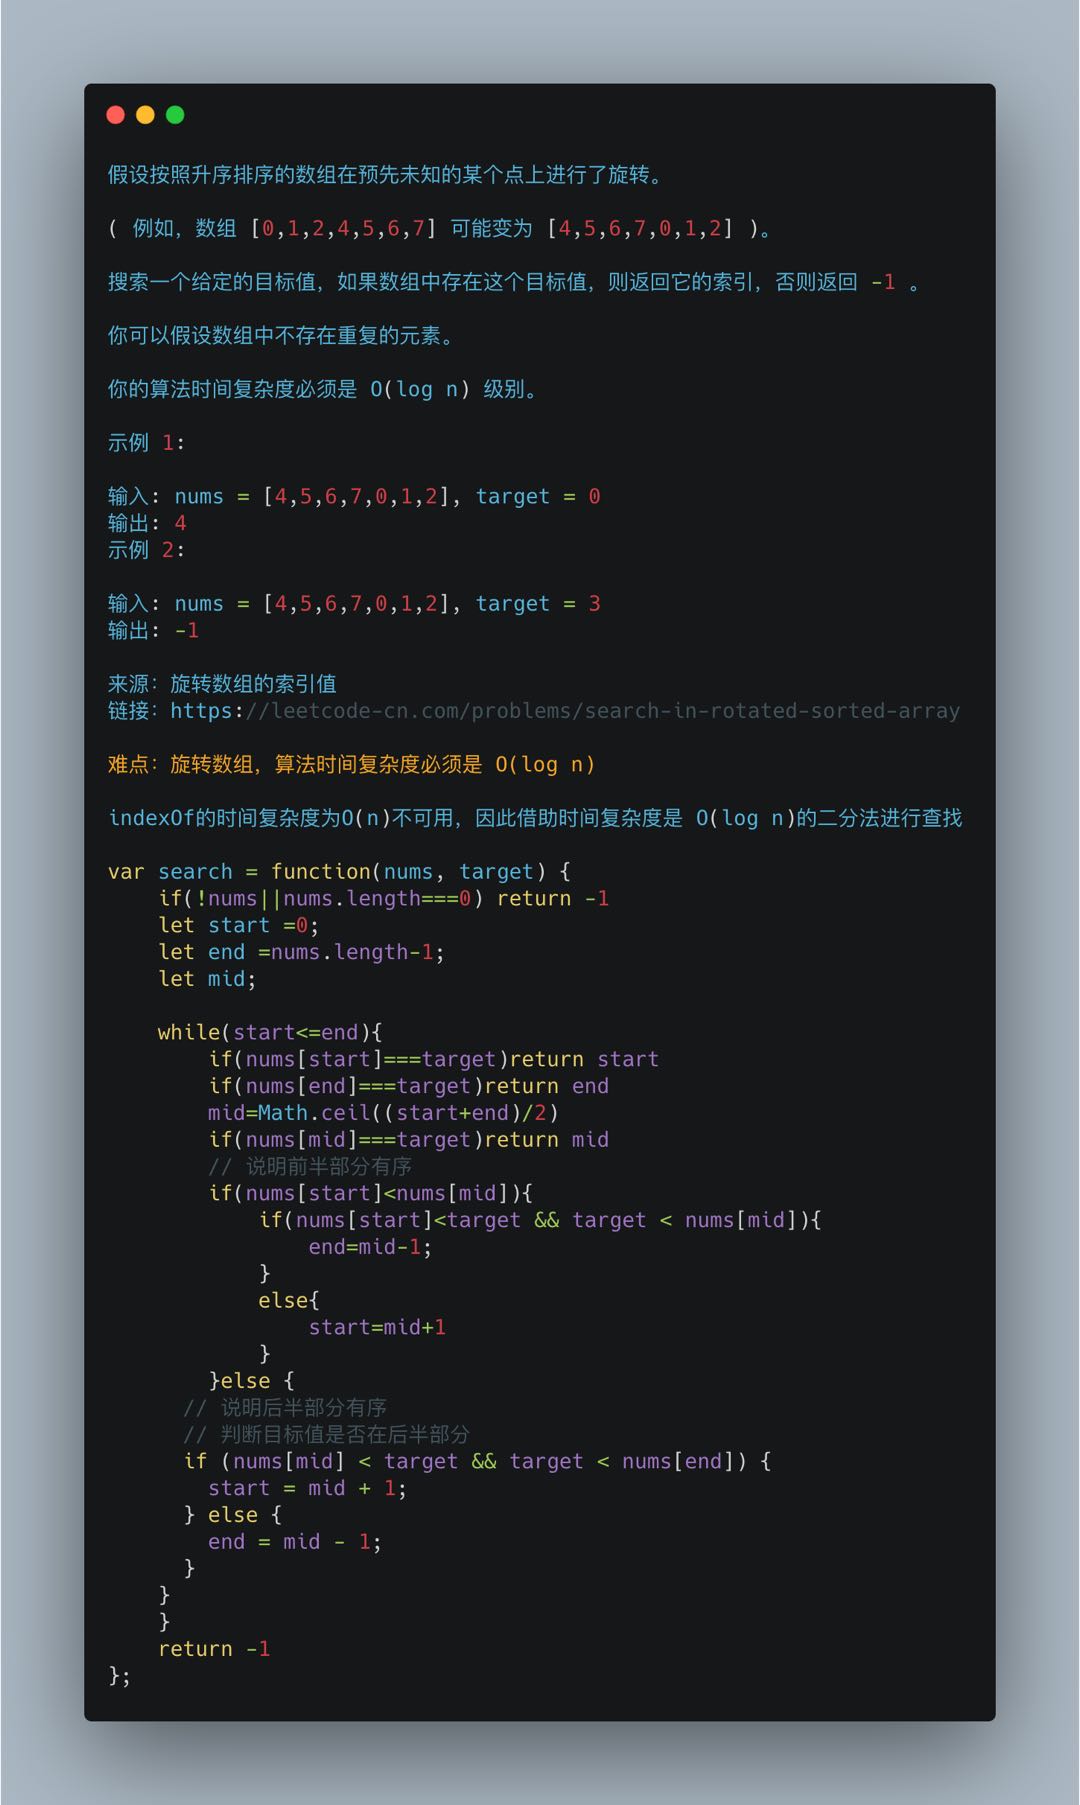 假设按照升序排序的数组在预先未知的某个点上进行了旋转。
( 例如，数组 [0,1,2,4,5,6,7] 可能变为 [4,5,6,7,0,1,2] )。
搜索一个给定的目标值，如果数组中存在这个目标值，则返回它的索引，否则返回 -1 。
你可以假设数组中不存在重复的元素。
你的算法时间复杂度必须是 O(log n) 级别。
示例 1:
输入: nums = [4,5,6,7,0,1,2], target = 0
输出: 4
示例 2:
输入: nums = [4,5,6,7,0,1,2], target = 3
输出: -1
来源：旋转数组的索引值
链接：https://leetcode-cn.com/problems/search-in-rotated-sorted-array
难点：旋转数组，算法时间复杂度必须是 O(log n)
indexOf的时间复杂度为O(n)不可用，因此借助时间复杂度是 O(log n)的二分法进行查找
var search = function(nums, target) {
    if(!nums||nums.length===0) return -1
    let start =0;
    let end =nums.length-1;
    let mid;
    while(start<=end){
        if(nums[start]===target)return start
        if(nums[end]===target)return end
        mid=Math.ceil((start+end)/2)
        if(nums[mid]===target)return mid
        // 说明前半部分有序
        if(nums[start]<nums[mid]){
            if(nums[start]<target && target < nums[mid]){
                end=mid-1;
            }
            else{
                start=mid+1
            }
        }else {
      // 说明后半部分有序
      // 判断目标值是否在后半部分
      if (nums[mid] < target && target < nums[end]) {
        start = mid + 1;
      } else {
        end = mid - 1;
      }
    }
    }
    return -1
};